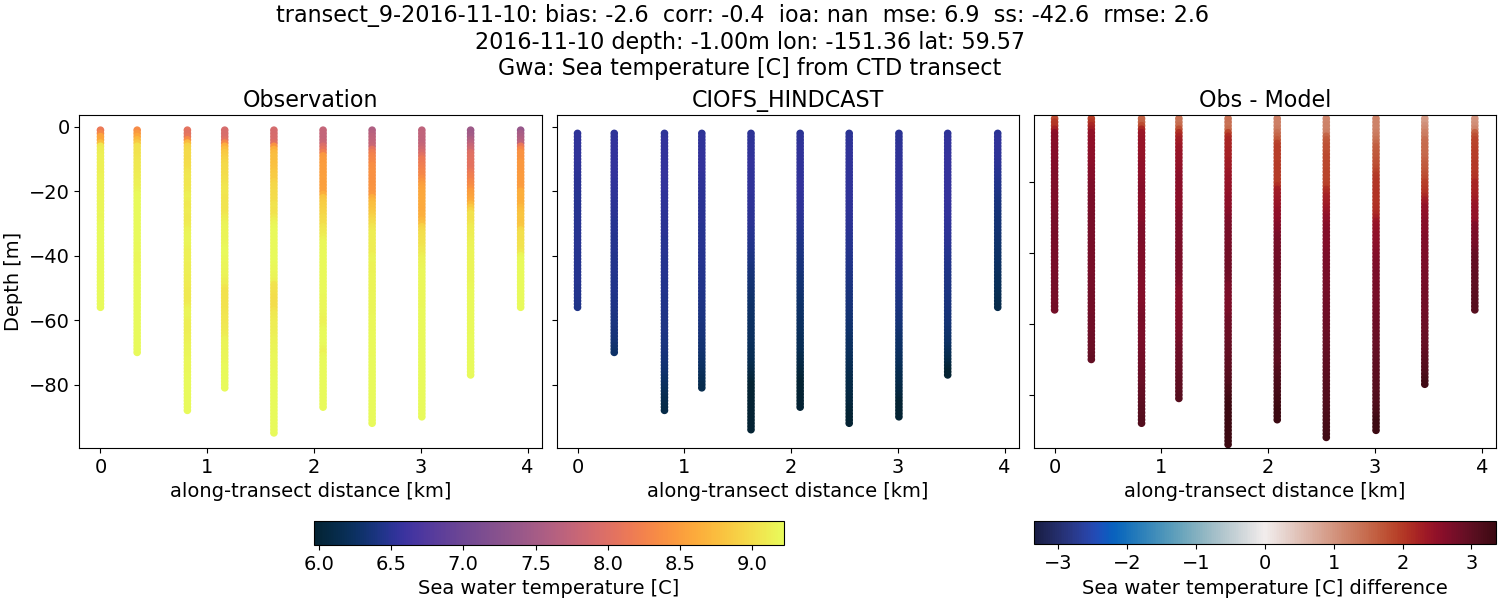 transect_9-2016-11-10: bias: -2.6  corr: -0.4  ioa: nan  mse: 6.9  ss: -42.6  rmse: 2.6
2016-11-10 depth: -1.00m lon: -151.36 lat: 59.57
Gwa: Sea temperature [C] from CTD transect
Observation
CIOFS_HINDCAST
Obs - Model
Depth [m]
0
−20
−40
−60
−80
0 1 2 3 4
0 1 2 3 4
0 1 2 3 4
along-transect distance [km]
along-transect distance [km]
along-transect distance [km]
6.0 6.5 7.0 7.5 8.0 8.5 9.0
Sea water temperature [C]
−3 −2 −1 0 1 2 3
Sea water temperature [C] difference